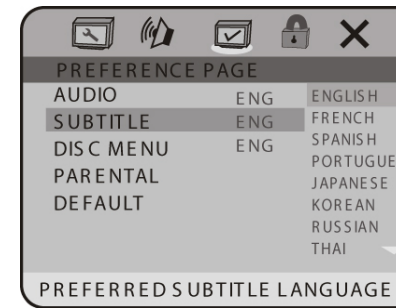 PREFERENCE PAGE
AUDIO ENG ENGLISH
SUBTITLE ENG FRENCH
DISC MENU ENG SPANISH
PARENTAL PORTUGUE
DEFAULT JAPANESE
KOREAN
RUSSIAN
THAI
PREFERRED SUBTITLE LANGUAGE